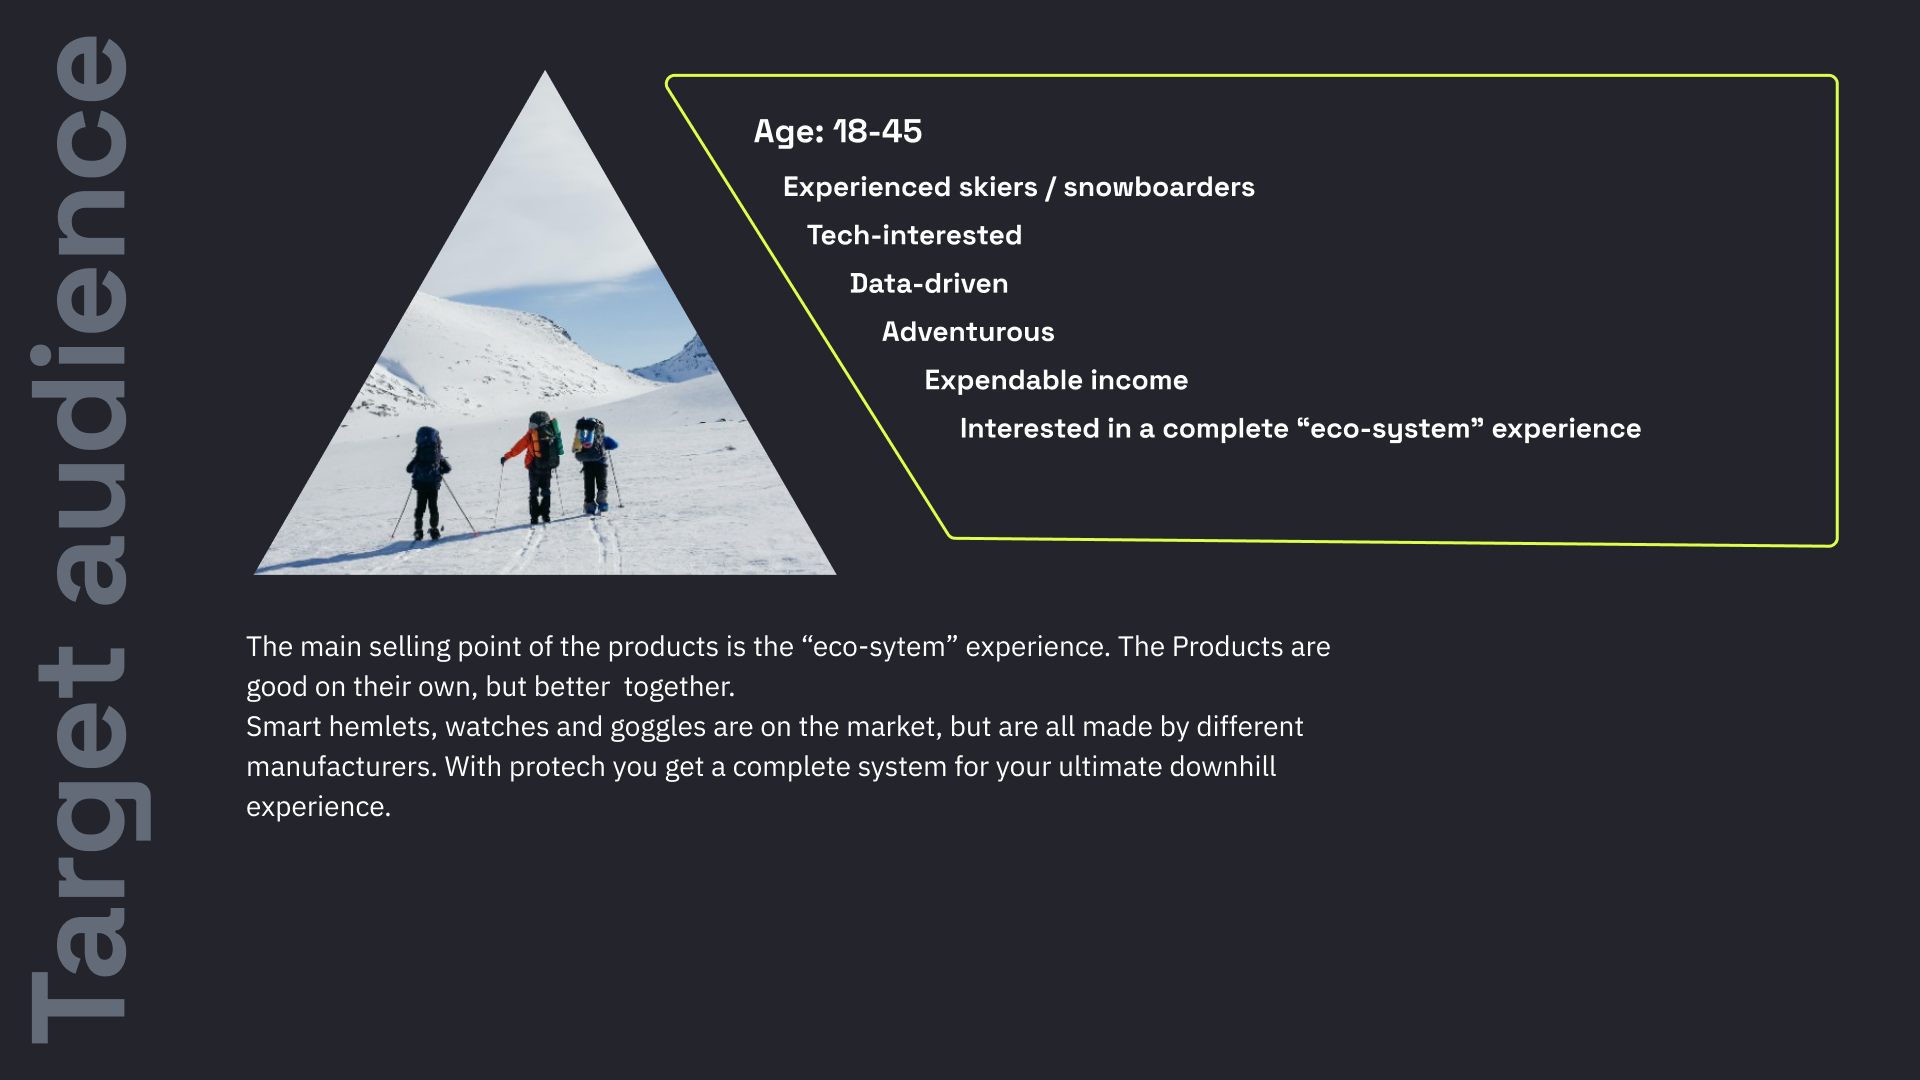 Target audience
Age: 18-45
Experienced skiers / snowboarders
Tech-interested
Data-driven
Adventurous
Expendable income
Interested in a complete “eco-system” experience
The main selling point of the products is the “eco-sytem” experience. The Products are
good on their own, but better  together.
Smart hemlets, watches and goggles are on the market, but are all made by different
manufacturers. With protech you get a complete system for your ultimate downhill
experience.